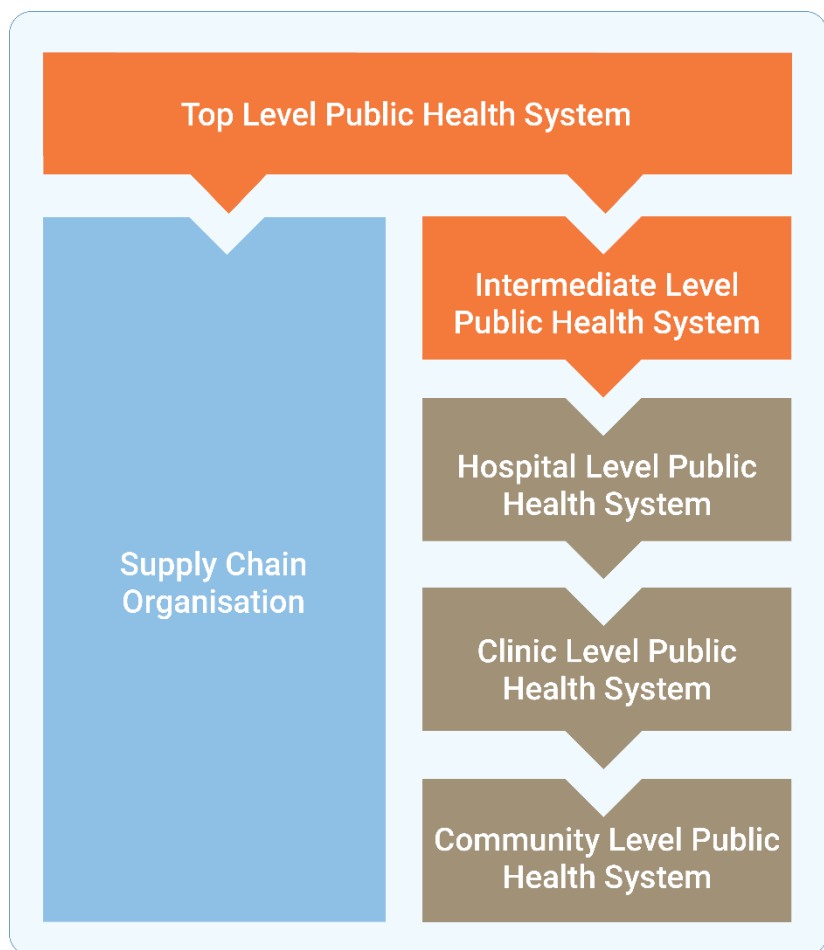 Top Level Public Health System
Intermediate Level
Public Health System
Hospital Level Public
Health System
Supply Chain
Organisation
Clinic Level Public
Health System
Community Level Public
Health System